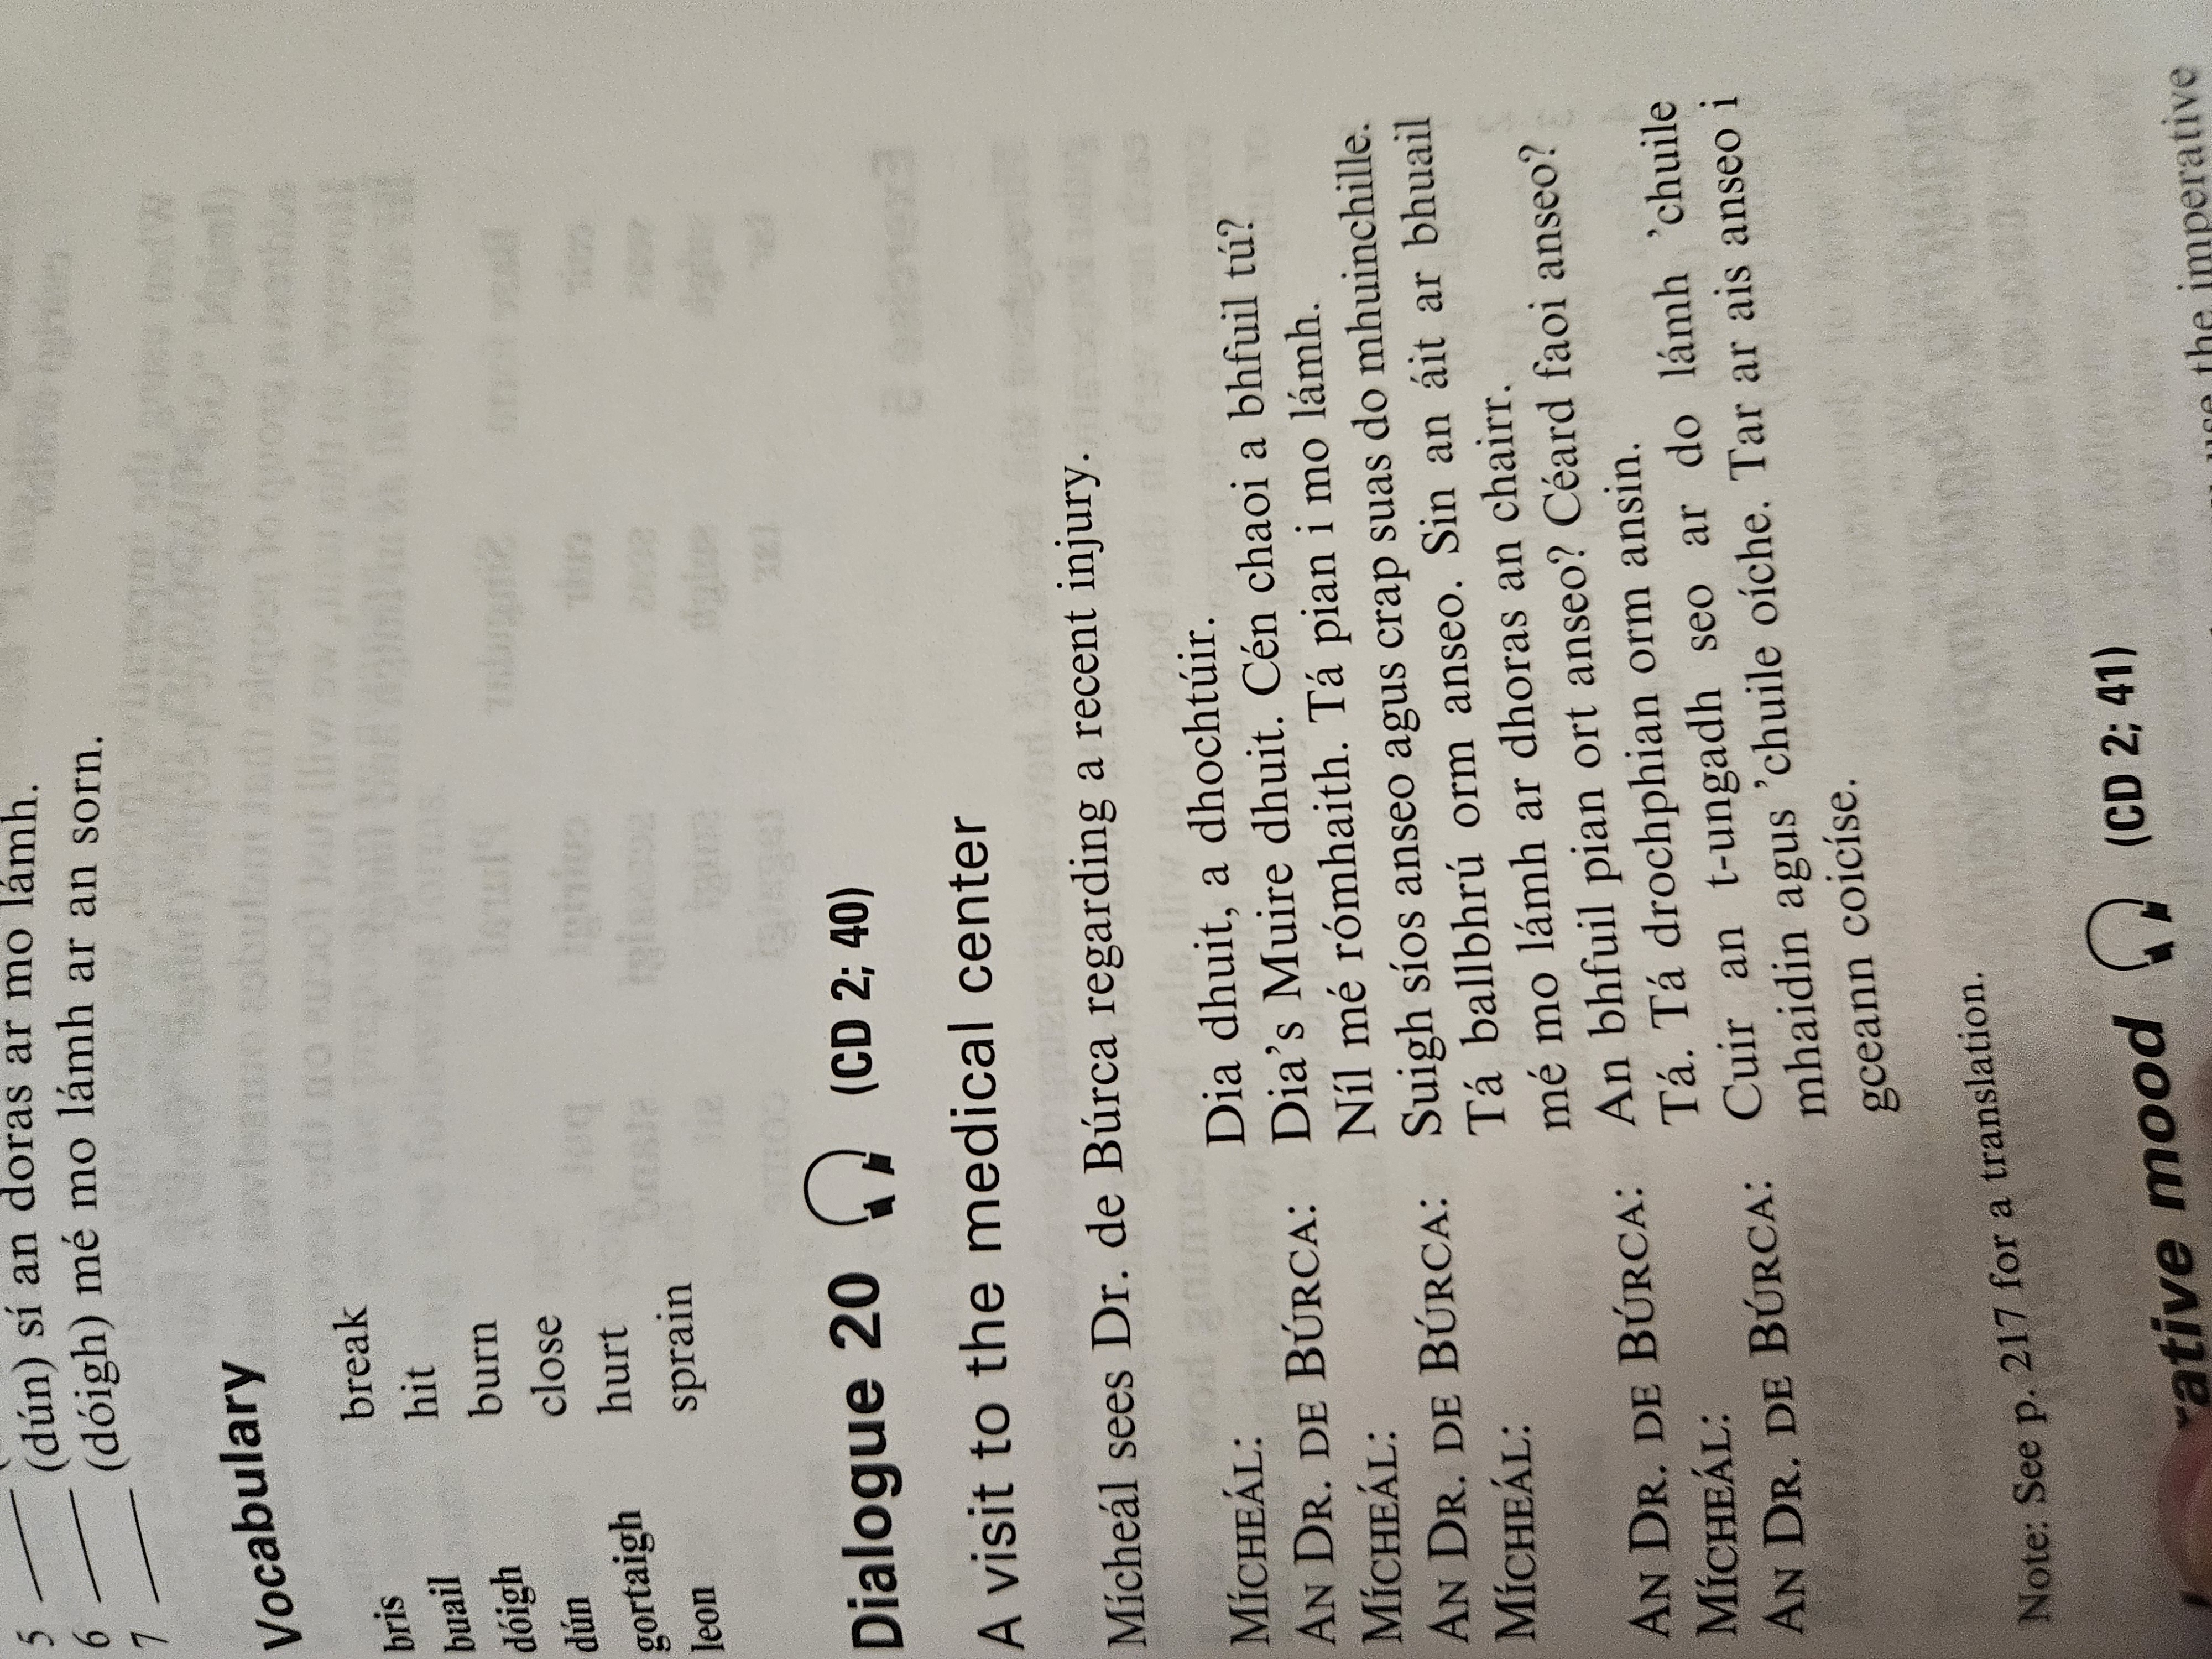 5 ______ (dún) sí an doras ar mo lámh.
6 ______ (dóigh) mé mo lámh ar an sorn.
7 ______
Vocabulary
bris break
buail hit
dóigh burn
dún close
gortaigh hurt
leon sprain
Dialogue 20 (CD 2; 40)
A visit to the medical center
Mícheál sees Dr. de Búrca regarding a recent injury.
MÍCHEÁL: Dia dhuit, a dhochtúir.
AN DR. DE BÚRCA: Dia's Muire dhuit. Cén chaoi a bhfuil tú?
MÍCHEÁL: Níl mé rómhaith. Tá pian i mo lámh.
AN DR. DE BÚRCA: Suigh síos anseo agus crap suas do mhuinchille.
MÍCHEÁL: Tá ballbhrú orm anseo. Sin an áit ar bhuail
mé mo lámh ar dhoras an chairr.
AN DR. DE BÚRCA: An bhfuil pian ort anseo? Céard faoi anseo?
MÍCHEÁL: Tá. Tá drochphian orm ansin.
AN DR. DE BÚRCA: Cuir an t-ungadh seo ar do lámh 'chuile
mhaidin agus 'chuile oíche. Tar ar ais anseo i
gceann coicíse.
Note: See p. 217 for a translation.
mood (CD 2; 41)
use the imperative